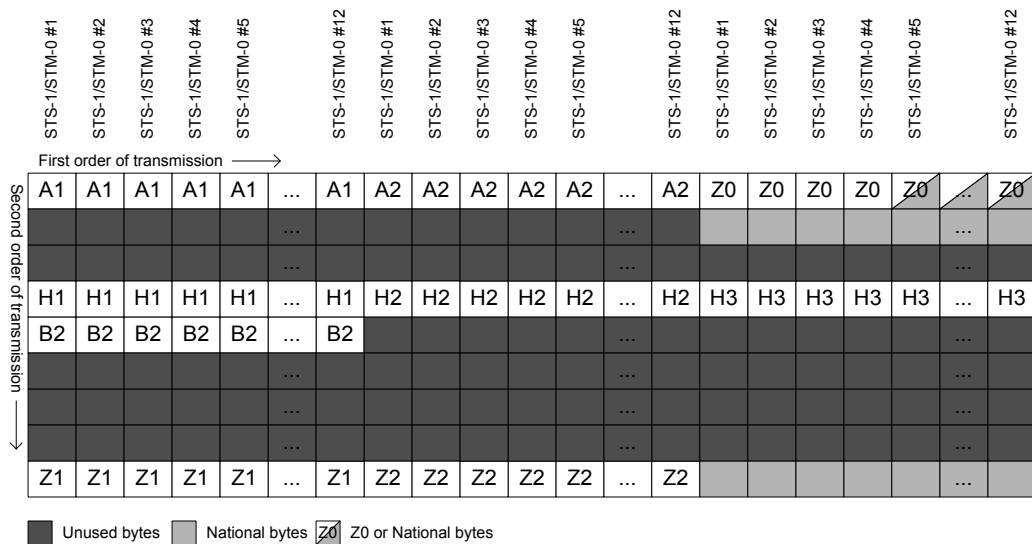 STS-1/STM-0 #1 STS-1/STM-0 #2 STS-1/STM-0 #3 STS-1/STM-0 #4 STS-1/STM-0 #5 STS-1/STM-0 #12 STS-1/STM-0 #1 STS-1/STM-0 #2 STS-1/STM-0 #3 STS-1/STM-0 #4 STS-1/STM-0 #5 STS-1/STM-0 #12 STS-1/STM-0 #1 STS-1/STM-0 #2 STS-1/STM-0 #3 STS-1/STM-0 #4 STS-1/STM-0 #5 STS-1/STM-0 #12
First order of transmission
Second order of transmission
A1 A1 A1 A1 A1 ... A1 A2 A2 A2 A2 A2 ... A2 Z0 Z0 Z0 Z0 Z0 ... Z0
... ... ...
... ... ...
H1 H1 H1 H1 H1 ... H1 H2 H2 H2 H2 H2 ... H2 H3 H3 H3 H3 H3 ... H3
B2 B2 B2 B2 B2 ... B2 ... ...
... ... ...
... ... ...
... ... ...
Z1 Z1 Z1 Z1 Z1 ... Z1 Z2 Z2 Z2 Z2 Z2 ... Z2 ...
Unused bytes National bytes Z0 Z0 or National bytes